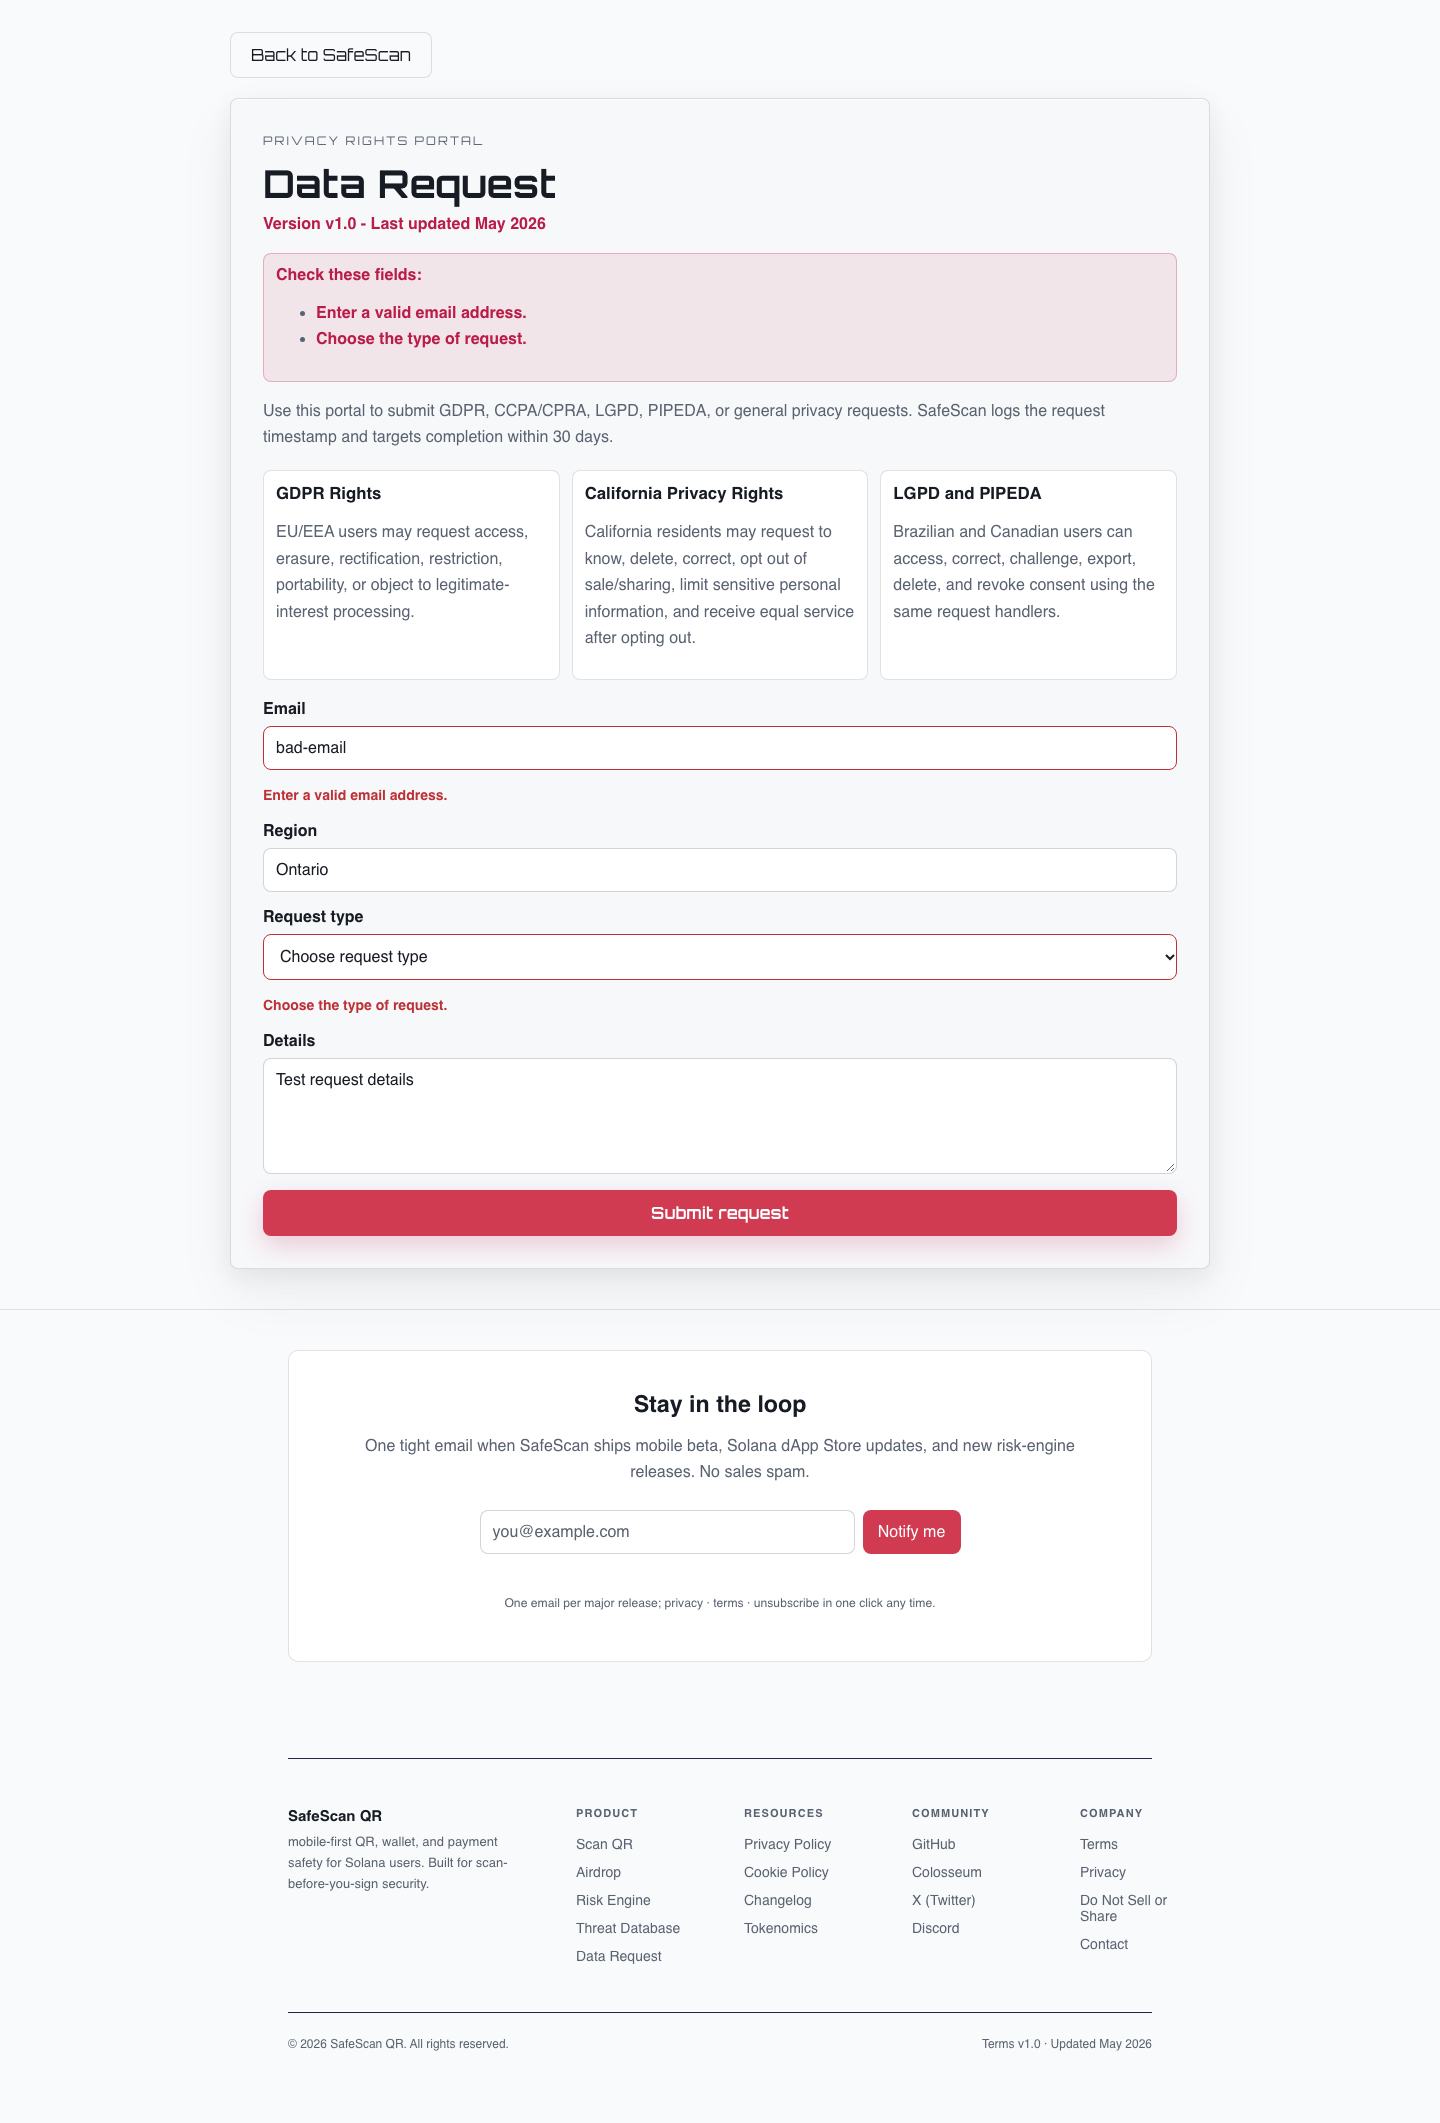 Back to SafeScan
PRIVACY RIGHTS PORTAL
Data Request
Version v1.0 - Last updated May 2026
Check these fields:
Enter a valid email address.
Choose the type of request.
Use this portal to submit GDPR, CCPA/CPRA, LGPD, PIPEDA, or general privacy requests. SafeScan logs the request
timestamp and targets completion within 30 days.
GDPR Rights
EU/EEA users may request access,
erasure, rectification, restriction,
portability, or object to legitimate-
interest processing.
California Privacy Rights
California residents may request to
know, delete, correct, opt out of
sale/sharing, limit sensitive personal
information, and receive equal service
after opting out.
LGPD and PIPEDA
Brazilian and Canadian users can
access, correct, challenge, export,
delete, and revoke consent using the
same request handlers.
Email
bad-email
Enter a valid email address.
Region
Ontario
Request type
Choose request type
Choose the type of request.
Details
Test request details
Submit request
Stay in the loop
One tight email when SafeScan ships mobile beta, Solana dApp Store updates, and new risk-engine
releases. No sales spam.
you@example.com
Notify me
One email per major release; privacy · terms · unsubscribe in one click any time.
SafeScan QR
mobile-first QR, wallet, and payment
safety for Solana users. Built for scan-
before-you-sign security.
PRODUCT
Scan QR
Airdrop
Risk Engine
Threat Database
Data Request
RESOURCES
Privacy Policy
Cookie Policy
Changelog
Tokenomics
COMMUNITY
GitHub
Colosseum
X (Twitter)
Discord
COMPANY
Terms
Privacy
Do Not Sell or
Share
Contact
© 2026 SafeScan QR. All rights reserved.
Terms v1.0 · Updated May 2026